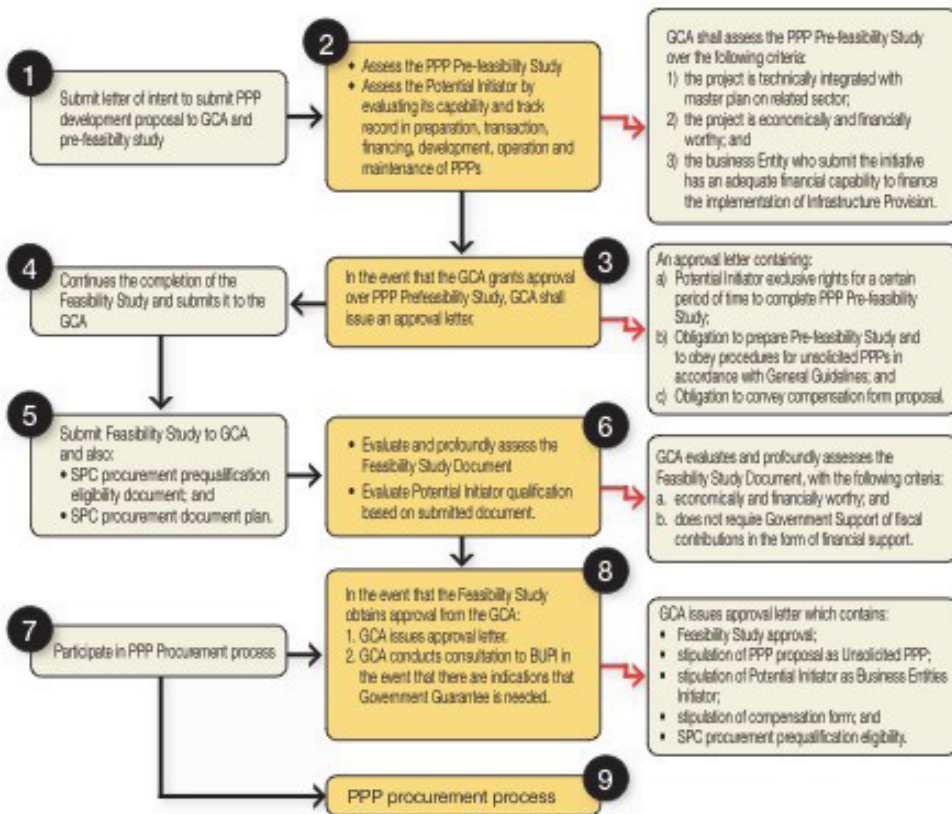 1
Submit letter of intent to submit PPP
development proposal to GCA and
pre-feasibilty study
2
• Assess the PPP Pre-feasibility Study
• Assess the Potential Initiator by
evaluating its capability and track
record in preparation, transaction,
financing, development, operation and
maintenance of PPPs
GCA shall assess the PPP Pre-feasibility Study
over the following criteria:
1) the project is technically integrated with
master plan on related sector;
2) the project is economically and financially
worthy; and
3) the business Entity who submit the initiative
has an adequate financial capability to finance
the implementation of Infrastructure Provision.
4
Continues the completion of the
Feasibility Study and submits it to the
GCA
3
In the event that the GCA grants approval
over PPP Prefeasibility Study, GCA shall
issue an approval letter.
An approval letter containing:
a) Potential Initiator exclusive rights for a certain
period of time to complete PPP Pre-feasibility
Study;
b) Obligation to prepare Pre-feasibility Study and
to obey procedures for unsolicited PPPs in
accordance with General Guidelines; and
c) Obligation to convey compensation form proposal.
5
Submit Feasibility Study to GCA
and also:
• SPC procurement prequalification
eligibility document; and
• SPC procurement document plan.
6
• Evaluate and profoundly assess the
Feasibility Study Document
• Evaluate Potential Initiator qualification
based on submitted document.
GCA evaluates and profoundly assesses the
Feasibility Study Document, with the following criteria:
a. economically and financially worthy; and
b. does not require Government Support of fiscal
contributions in the form of financial support.
7
Participate in PPP Procurement process
8
In the event that the Feasibility Study
obtains approval from the GCA:
1. GCA issues approval letter.
2. GCA conducts consultation to BUPI in
the event that there are indications that
Government Guarantee is needed.
GCA issues approval letter which contains:
▪ Feasibility Study approval;
▪ stipulation of PPP proposal as Unsolicited PPP;
▪ stipulation of Potential Initiator as Business Entities
Initiator;
▪ stipulation of compensation form; and
▪ SPC procurement prequalification eligibility.
9
PPP procurement process